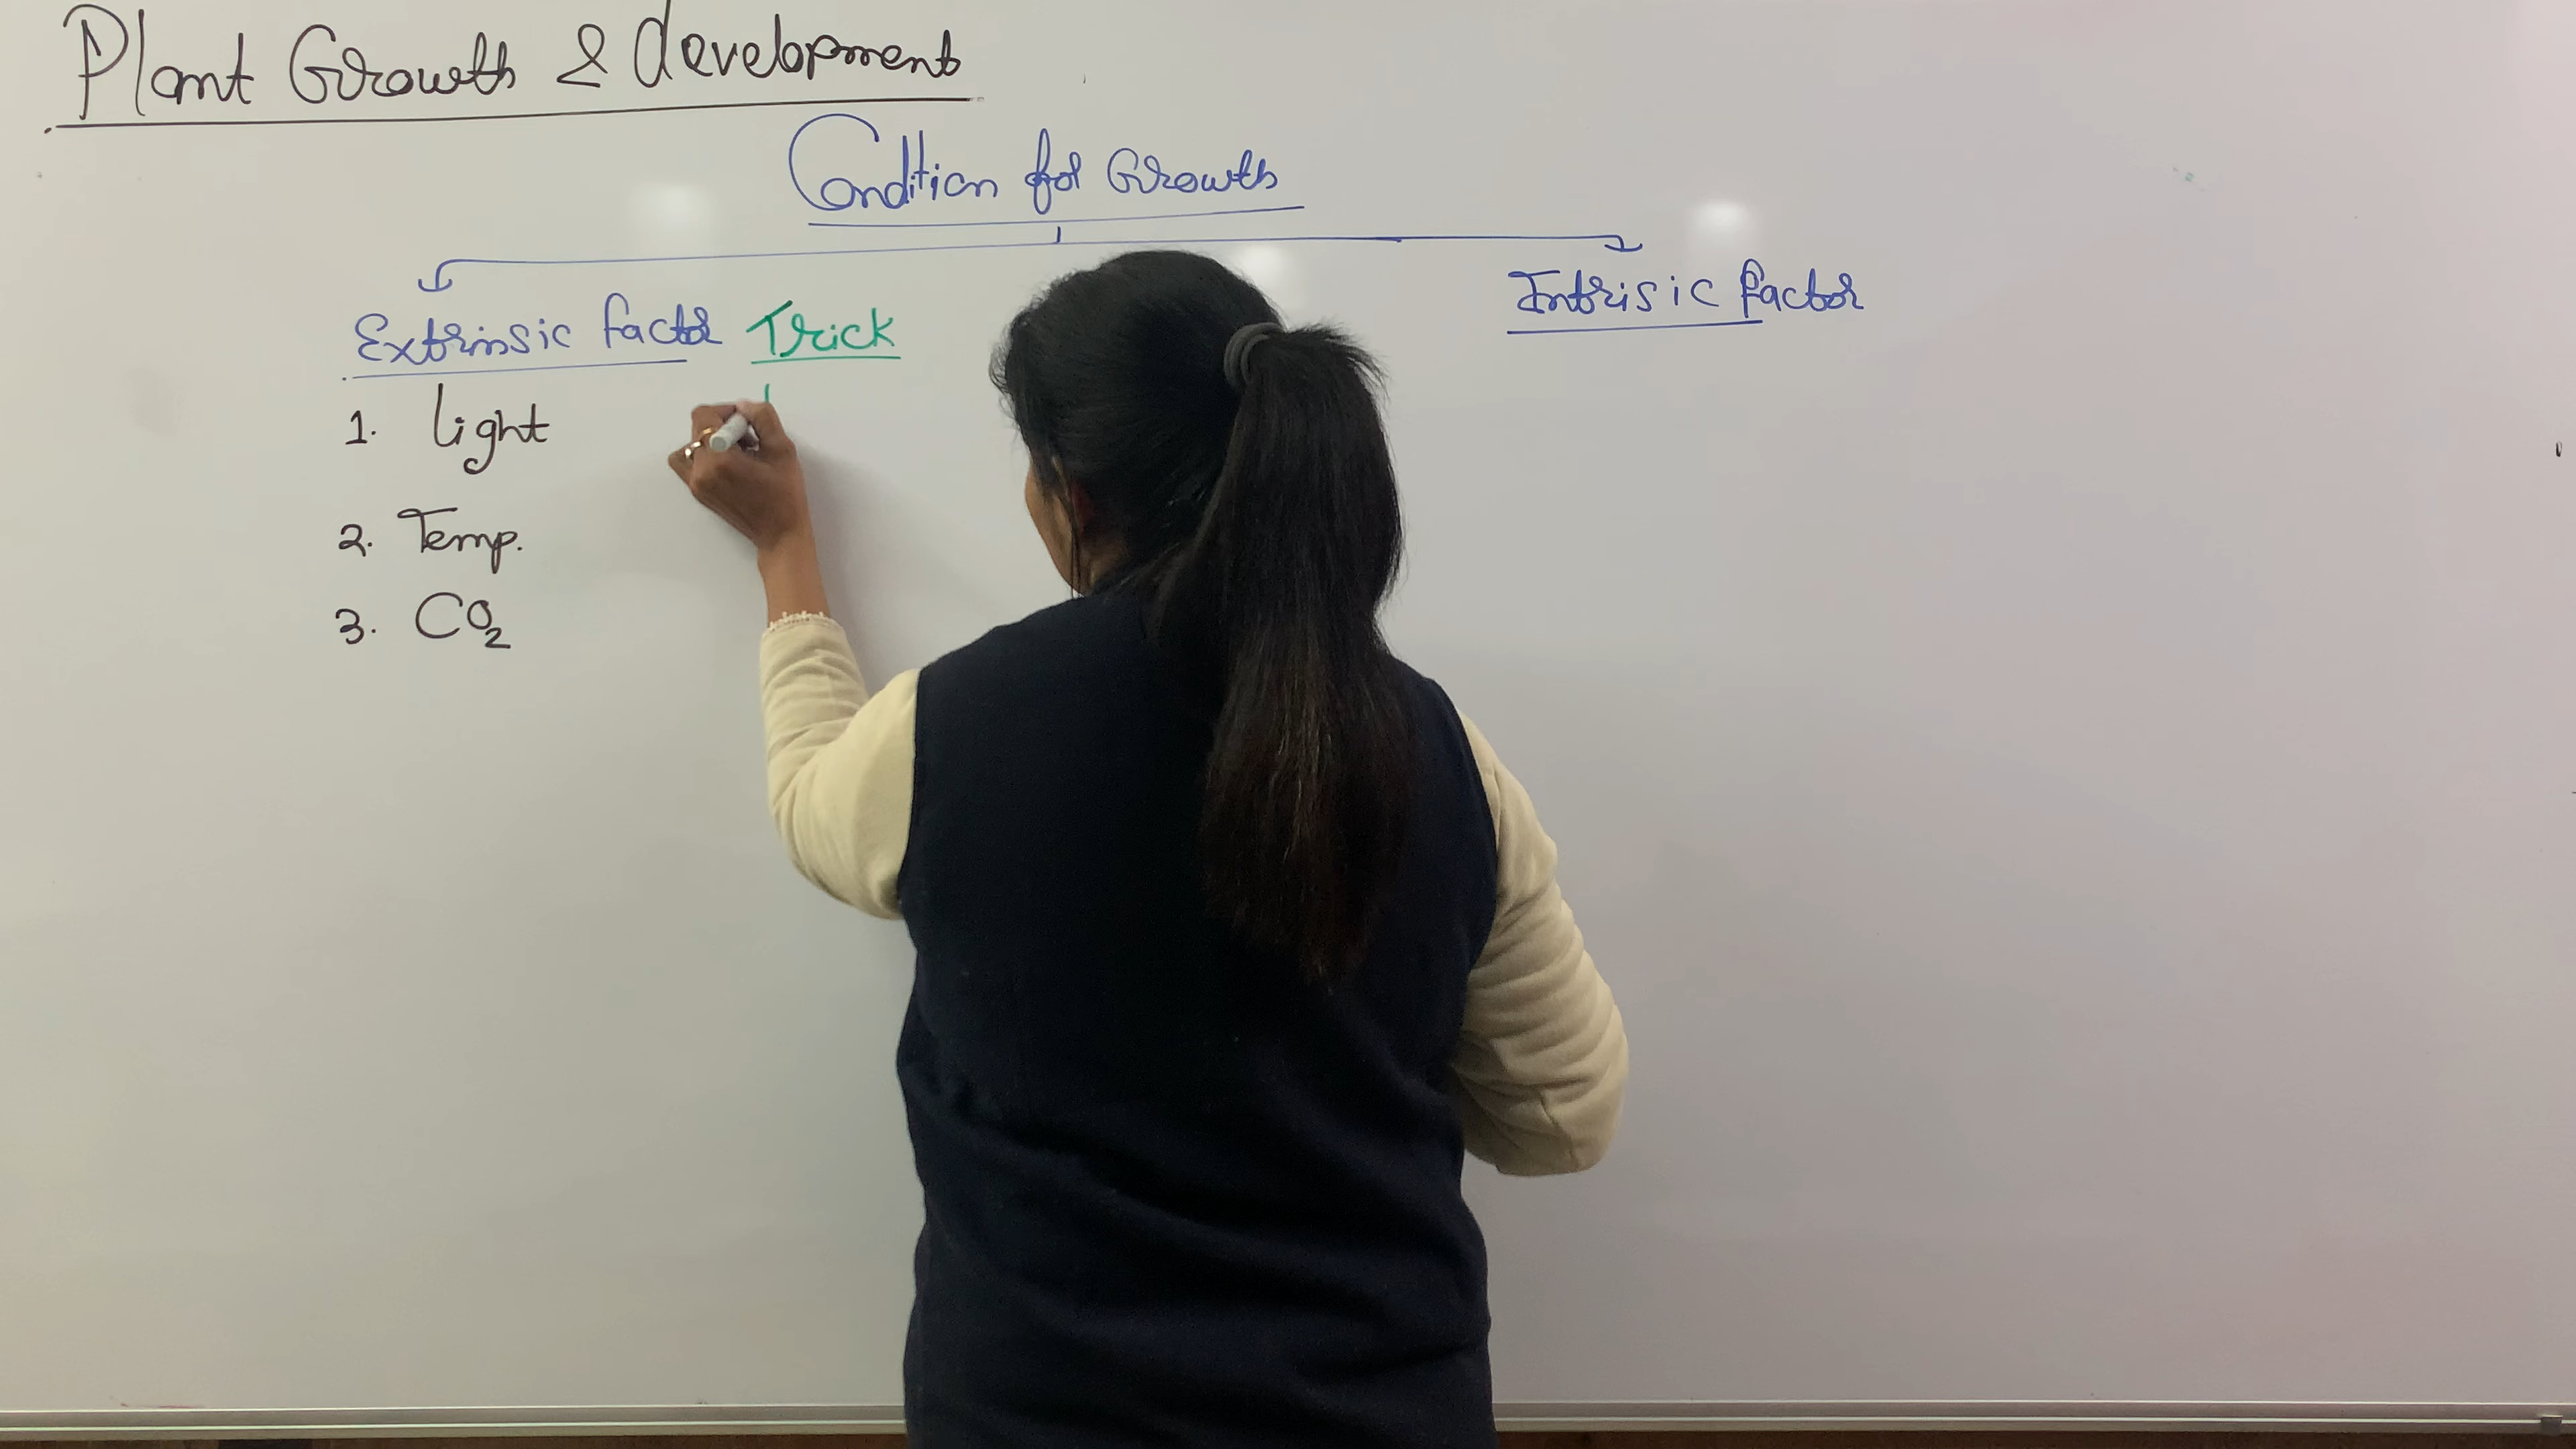 Plant Growth & development
Condition for Growth
Extrinsic factor Trick
Intrisic factor
1. light
2. Temp.
3. CO₂